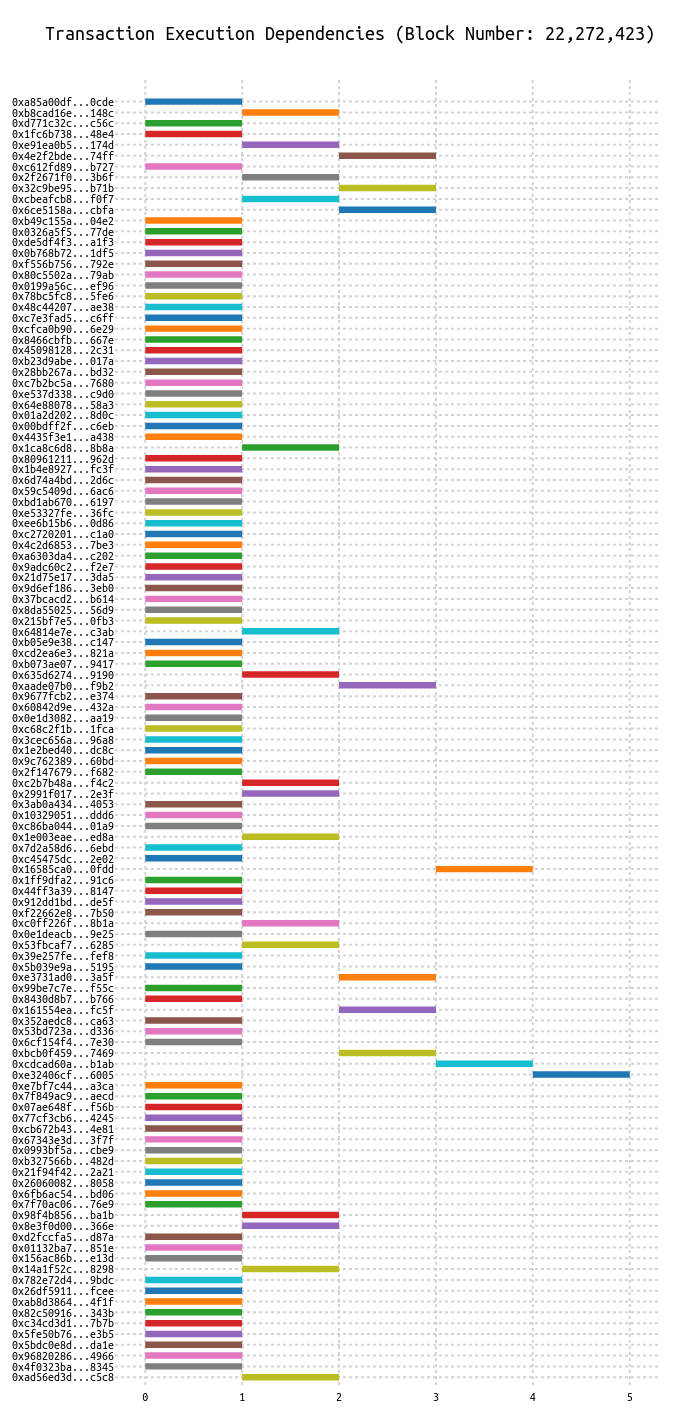 Transaction Execution Dependencies (Block Number: 22,272,423)
0xa85a00df...0cde
0xb8cad16e...148c
0xd771c32c...c56c
0x1fc6b738...48e4
0xe91ea0b5...174d
0x4e2f2bde...74ff
0xc612fd89...b727
0x2f2671f0...3b6f
0x32c9be95...b71b
0xcbeafcb8...f0f7
0x6ce5158a...cbfa
0xb49c155a...04e2
0x0326a5f5...77de
0xde5df4f3...a1f3
0x0b768b72...1df5
0xf556b756...792e
0x80c5502a...79ab
0x0199a56c...ef96
0x78bc5fc8...5fe6
0x48c44207...ae38
0xc7e3fad5...c6ff
0xcfca0b90...6e29
0x8466cbfb...667e
0x45098128...2c31
0xb23d9abe...017a
0x28bb267a...bd32
0xc7b2bc5a...7680
0xe537d338...c9d0
0x64e88078...58a3
0x01a2d202...8d0c
0x00bdff2f...c6eb
0x4435f3e1...a438
0x1ca8c6d8...8b8a
0x80961211...962d
0x1b4e8927...fc3f
0x6d74a4bd...2d6c
0x59c5409d...6ac6
0xbd1ab670...6197
0xe53327fe...36fc
0xee6b15b6...0d86
0xc2720201...c1a0
0x4c2d6853...7be3
0xa6303da4...c202
0x9adc60c2...f2e7
0x21d75e17...3da5
0x9d6ef186...3eb0
0x37bcacd2...b614
0x8da55025...56d9
0x215bf7e5...0fb3
0x64814e7e...c3ab
0xb05e9e38...c147
0xcd2ea6e3...821a
0xb073ae07...9417
0x635d6274...9190
0xaade07b0...f9b2
0x9677fcb2...e374
0x60842d9e...432a
0x0e1d3082...aa19
0xc68c2f1b...1fca
0x3cec656a...96a8
0x1e2bed40...dc8c
0x9c762389...60bd
0x2f147679...f682
0xc2b7b48a...f4c2
0x2991f017...2e3f
0x3ab0a434...4053
0x10329051...ddd6
0xc86ba044...01a9
0x1e003eae...ed8a
0x7d2a58d6...6ebd
0xc45475dc...2e02
0x16585ca0...0fdd
0x1ff9dfa2...91c6
0x44ff3a39...8147
0x912dd1bd...de5f
0xf22662e8...7b50
0xc0ff226f...8b1a
0x0e1deacb...9e25
0x53fbcaf7...6285
0x39e257fe...fef8
0x5b039e9a...5195
0xe3731ad0...3a5f
0x99be7c7e...f55c
0x8430d8b7...b766
0x161554ea...fc5f
0x352aedc8...ca63
0x53bd723a...d336
0x6cf154f4...7e30
0xbcb0f459...7469
0xcdcad60a...b1ab
0xe32406cf...6005
0xe7bf7c44...a3ca
0x7f849ac9...aecd
0x07ae648f...f56b
0x77cf3cb6...4245
0xcb672b43...4e81
0x67343e3d...3f7f
0x0993bf5a...cbe9
0xb327566b...482d
0x21f94f42...2a21
0x26060082...8058
0x6fb6ac54...bd06
0x7f70ac06...76e9
0x98f4b856...ba1b
0x8e3f0d00...366e
0xd2fccfa5...d87a
0x01132ba7...851e
0x156ac86b...e13d
0x14a1f52c...8298
0x782e72d4...9bdc
0x26df5911...fcee
0xab8d3864...4f1f
0x82c50916...343b
0xc34cd3d1...7b7b
0x5fe50b76...e3b5
0x5bdc0e8d...da1e
0x96820286...4966
0x4f0323ba...8345
0xad56ed3d...c5c8
0 1 2 3 4 5